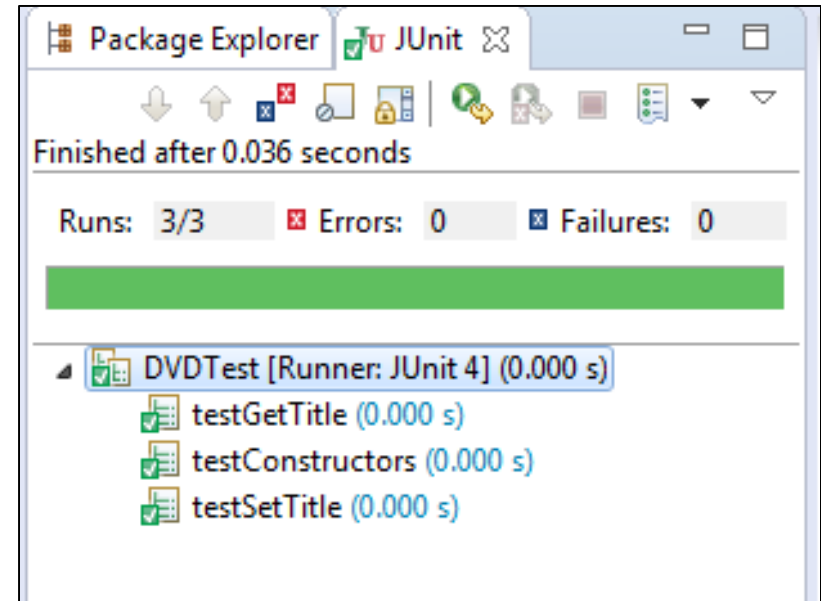 Package Explorer JUnit
Finished after 0.036 seconds
Runs: 3/3 Errors: 0 Failures: 0
DVDTest [Runner: JUnit 4] (0.000 s)
testGetTitle (0.000 s)
testConstructors (0.000 s)
testSetTitle (0.000 s)